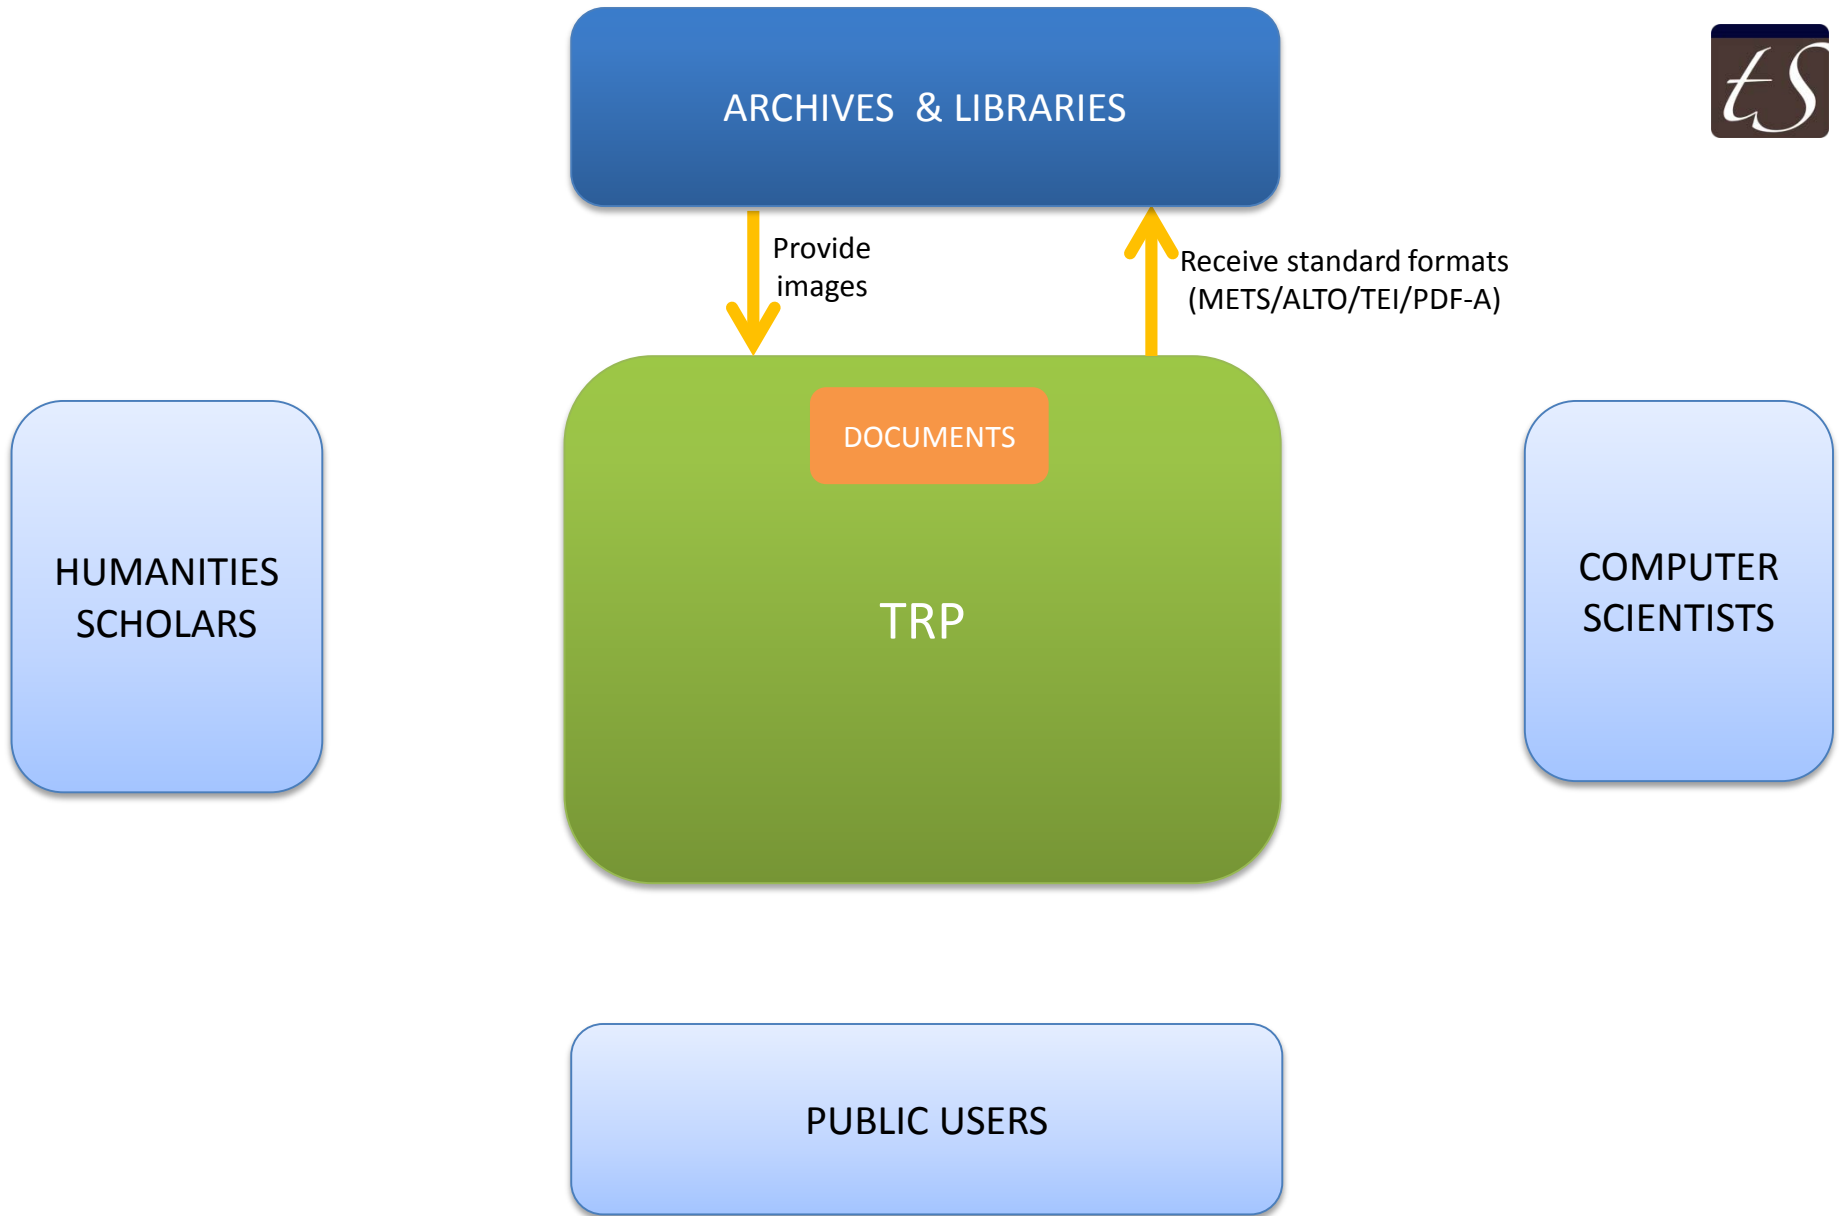 ARCHIVES & LIBRARIES
tS
Provide
images
Receive standard formats
(METS/ALTO/TEI/PDF-A)
DOCUMENTS
HUMANITIES
SCHOLARS
TRP
COMPUTER
SCIENTISTS
PUBLIC USERS